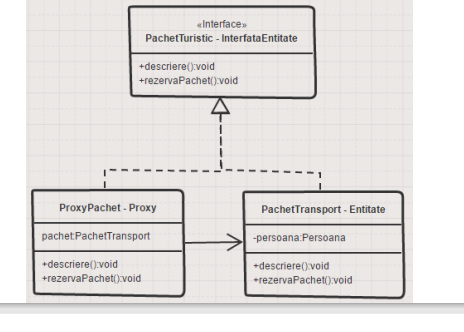 «Interface»
PachetTuristic - InterfataEntitate
+descriere():void
+rezervaPachet():void
ProxyPachet - Proxy
pachet:PachetTransport
+descriere():void
+rezervaPachet():void
PachetTransport - Entitate
-persoana:Persoana
+descriere():void
+rezervaPachet():void